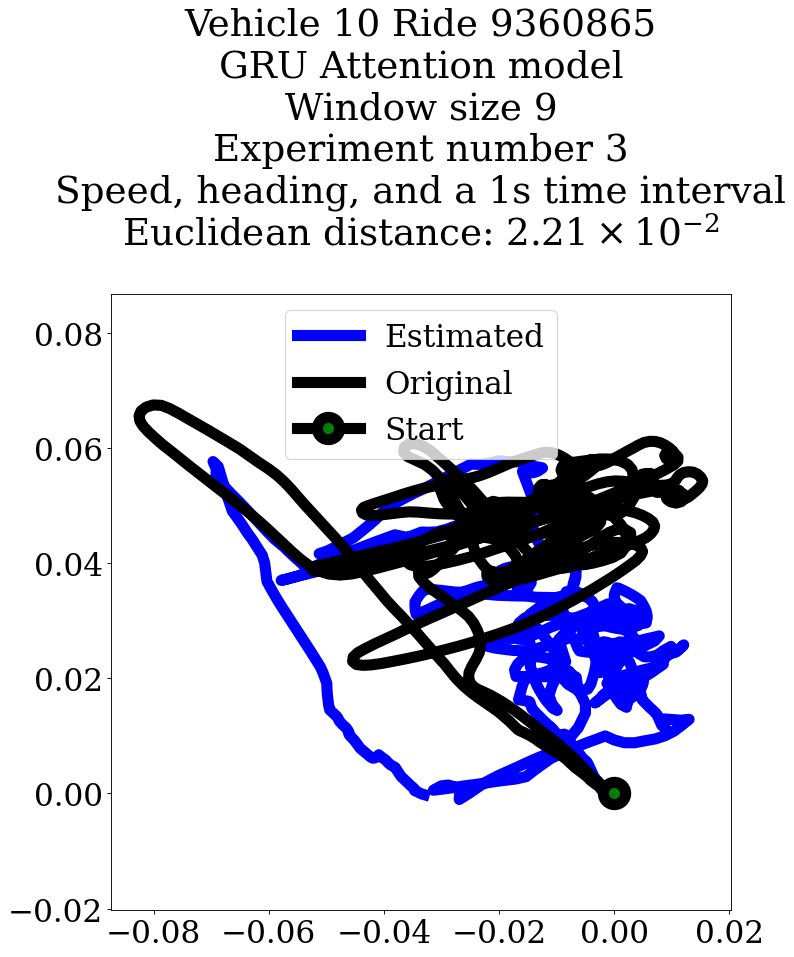 Vehicle 10 Ride 9360865
GRU Attention model
Window size 9
Experiment number 3
Speed, heading, and a 1s time interval
Euclidean distance: 2.21 × 10⁻²
Estimated
Original
Start
0.08
0.06
0.04
0.02
0.00
−0.02
−0.08 −0.06 −0.04 −0.02 0.00 0.02